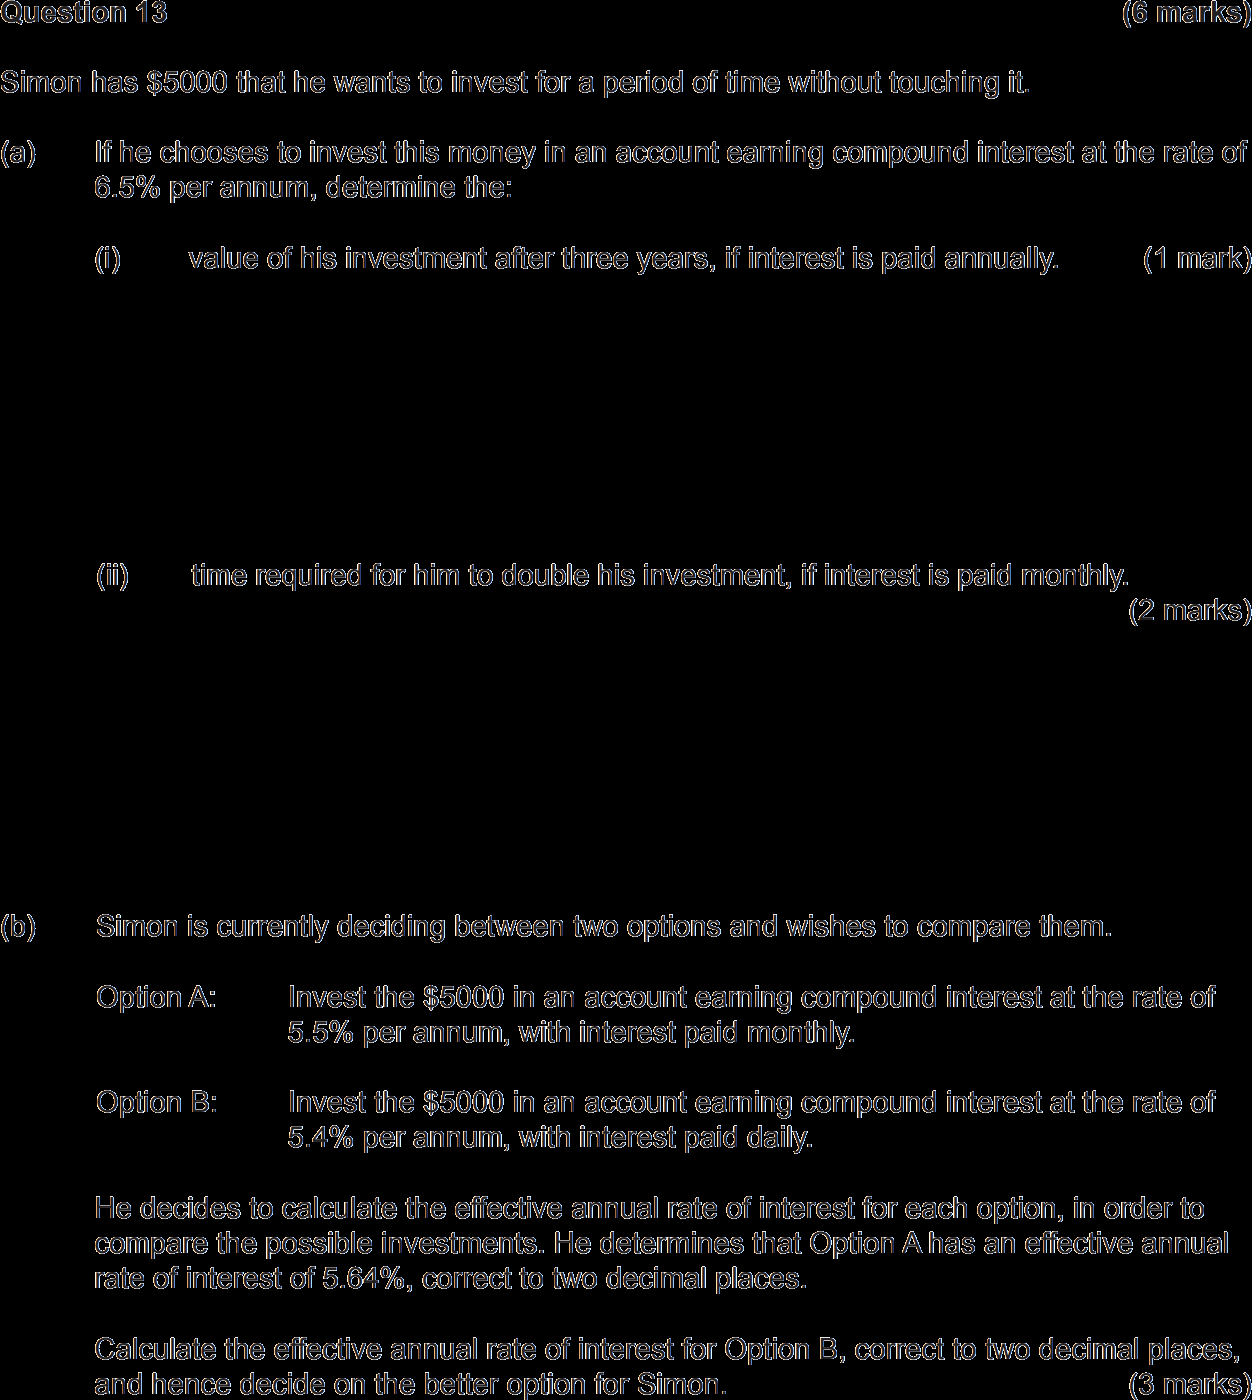 Question 13 (6 marks)
Simon has $5000 that he wants to invest for a period of time without touching it.
(a) If he chooses to invest this money in an account earning compound interest at the rate of
6.5% per annum, determine the:
(i) value of his investment after three years, if interest is paid annually. (1 mark)
(ii) time required for him to double his investment, if interest is paid monthly.
(2 marks)
(b) Simon is currently deciding between two options and wishes to compare them.
Option A: Invest the $5000 in an account earning compound interest at the rate of
5.5% per annum, with interest paid monthly.
Option B: Invest the $5000 in an account earning compound interest at the rate of
5.4% per annum, with interest paid daily.
He decides to calculate the effective annual rate of interest for each option, in order to
compare the possible investments. He determines that Option A has an effective annual
rate of interest of 5.64%, correct to two decimal places.
Calculate the effective annual rate of interest for Option B, correct to two decimal places,
and hence decide on the better option for Simon. (3 marks)